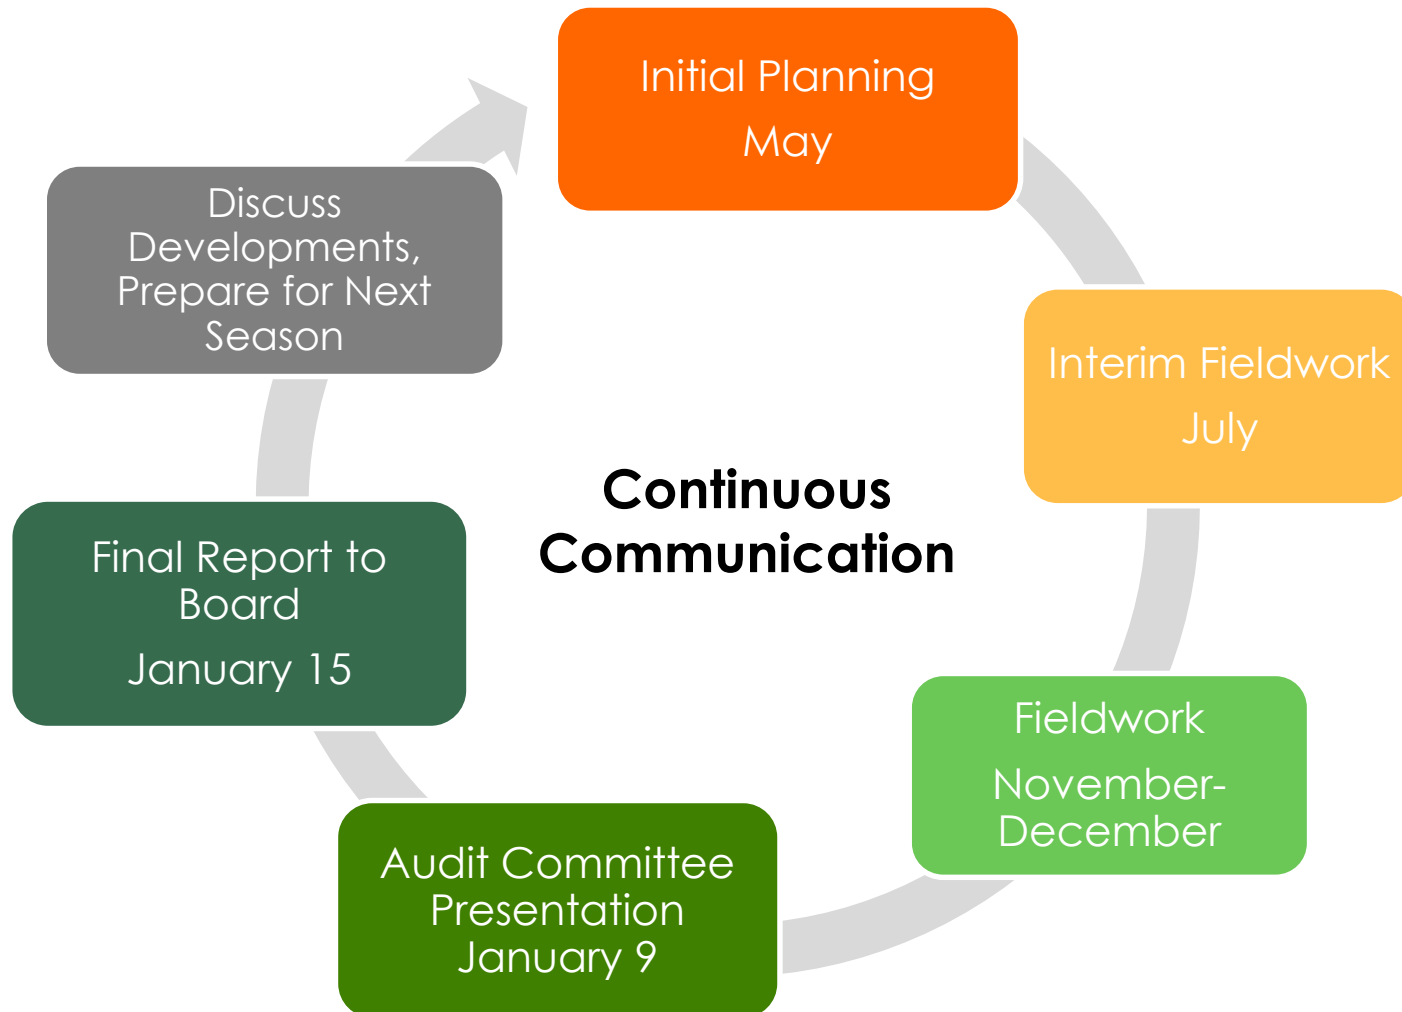 Initial Planning
May
Interim Fieldwork
July
Fieldwork
November-
December
Audit Committee
Presentation
January 9
Final Report to
Board
January 15
Discuss
Developments,
Prepare for Next
Season
Continuous
Communication